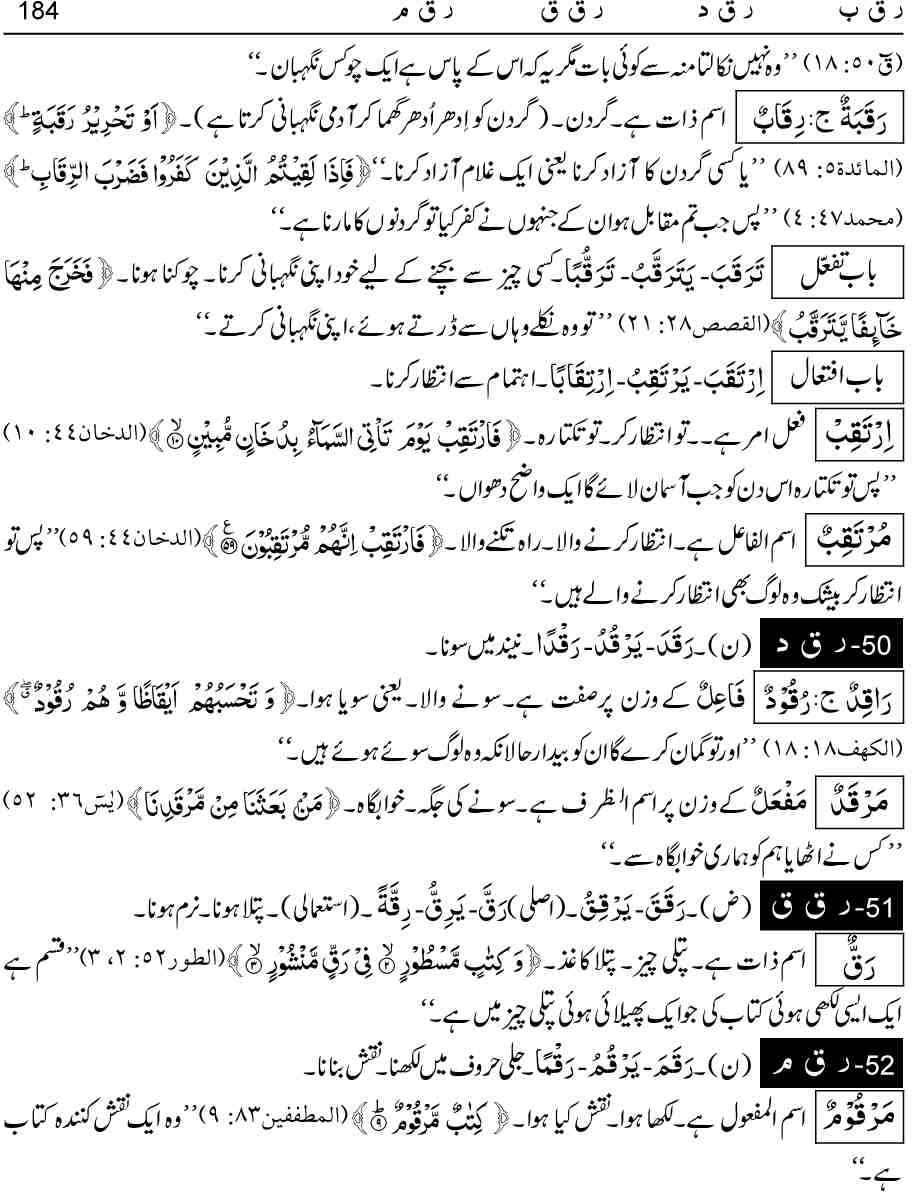 ر ق ب ر ق د ر ق ق ر ق م 184
(قٓ۵۰: ۱۸) ’’وہ نہیں نکالتا منہ سے کوئی بات مگر یہ کہ اس کے پاس ہے ایک چوکس نگہبان۔‘‘
رَقَبَةٌ ج: رِقَابٌ اسم ذات ہے۔ گردن۔ (گردن کو اِدھر اُدھر گھما کر آدمی نگہبانی کرتا ہے)۔ ﴿اَوْ تَحْرِيْرُ رَقَبَةٍ ؕ﴾
(المائدة۵: ۸۹) ’’یا کسی گردن کا آزاد کرنا یعنی ایک غلام آزاد کرنا۔‘‘ ﴿فَاِذَا لَقِيْتُمُ الَّذِيْنَ كَفَرُوْا فَضَرْبَ الرِّقَابِ ؕ﴾
(محمد۴۷: ۴) ’’پس جب تم مقابل ہو ان کے جنہوں نے کفر کیا تو گردنوں کا مارنا ہے۔‘‘
باب تفعّل تَرَقَبَ- يَتَرَقَّبُ- تَرَقُّبًا۔ کسی چیز سے بچنے کے لیے خود اپنی نگہبانی کرنا۔ چوکنا ہونا۔ ﴿فَخَرَجَ مِنْهَا
خَآئِفًا يَّتَرَقَّبُ﴾ (القصص۲۸: ۲۱) ’’تو وہ نکلے وہاں سے ڈرتے ہوئے، اپنی نگہبانی کرتے۔‘‘
باب افتعال اِرْتَقَبَ- يَرْتَقِبُ- اِرْتِقَابًا۔ اہتمام سے انتظار کرنا۔
اِرْتَقِبْ فعل امر ہے۔۔ تو انتظار کر۔ تو تکتا رہ۔ ﴿فَارْتَقِبْ يَوْمَ تَاْتِی السَّمَآءُ بِدُخَانٍ مُّبِيْنٍ ۙ۱۰﴾ (الدخان۴۴: ۱۰)
’’پس تو تکتا رہ اس دن کو جب آسمان لائے گا ایک واضح دھواں۔‘‘
مُرْتَقِبٌ اسم الفاعل ہے۔ انتظار کرنے والا۔ راہ تکنے والا۔ ﴿فَارْتَقِبْ اِنَّهُمْ مُّرْتَقِبُوْنَ ۵۹ۧ﴾ (الدخان۴۴: ۵۹) ’’پس تو
انتظار کر بیشک وہ لوگ بھی انتظار کرنے والے ہیں۔‘‘
50- ر ق د (ن)۔ رَقَدَ- يَرْقُدُ- رَقْدًا۔ نیند میں سونا۔
رَاقِدٌ ج: رُقُوْدٌ فَاعِلٌ کے وزن پر صفت ہے۔ سونے والا۔ یعنی سویا ہوا۔ ﴿وَ تَحْسَبُهُمْ اَيْقَاظًا وَّ هُمْ رُقُوْدٌ ۖۗ﴾
(الکھف۱۸: ۱۸) ’’اور تو گمان کرے گا ان کو بیدار حالانکہ وہ لوگ سوئے ہوئے ہیں۔‘‘
مَرْقَدٌ مَفْعَلٌ کے وزن پر اسم الظرف ہے۔ سونے کی جگہ۔ خوابگاہ۔ ﴿مَنْۢ بَعَثَنَا مِنْ مَّرْقَدِنَا﴾ (یٰسٓ۳۶: ۵۲)
’’کس نے اٹھایا ہم کو ہماری خوابگاہ سے۔‘‘
51- ر ق ق (ض)۔ رَقَقَ- يَرْقِقُ۔ (اصلی) رَقَّ- يَرِقُّ- رِقَّةً۔ (استعمالی)۔ پتلا ہونا۔ نرم ہونا۔
رَقٌّ اسم ذات ہے۔ پتلی چیز۔ پتلا کاغذ۔ ﴿وَ كِتٰبٍ مَّسْطُوْرٍ ۙ۲ فِیْ رَقٍّ مَّنْشُوْرٍ ۙ۳﴾ (الطور۵۲: ۲، ۳) ’’قسم ہے
ایک ایسی لکھی ہوئی کتاب کی جو ایک پھیلائی ہوئی پتلی چیز میں ہے۔‘‘
52- ر ق م (ن)۔ رَقَمَ- يَرْقُمُ- رَقْمًا۔ جلی حروف میں لکھنا۔ نقش بنانا۔
مَرْقُوْمٌ اسم المفعول ہے۔ لکھا ہوا۔ نقش کیا ہوا۔ ﴿كِتٰبٌ مَّرْقُوْمٌ ؕ۹﴾ (المطففین۸۳: ۹) ’’وہ ایک نقش کنندہ کتاب
ہے۔‘‘